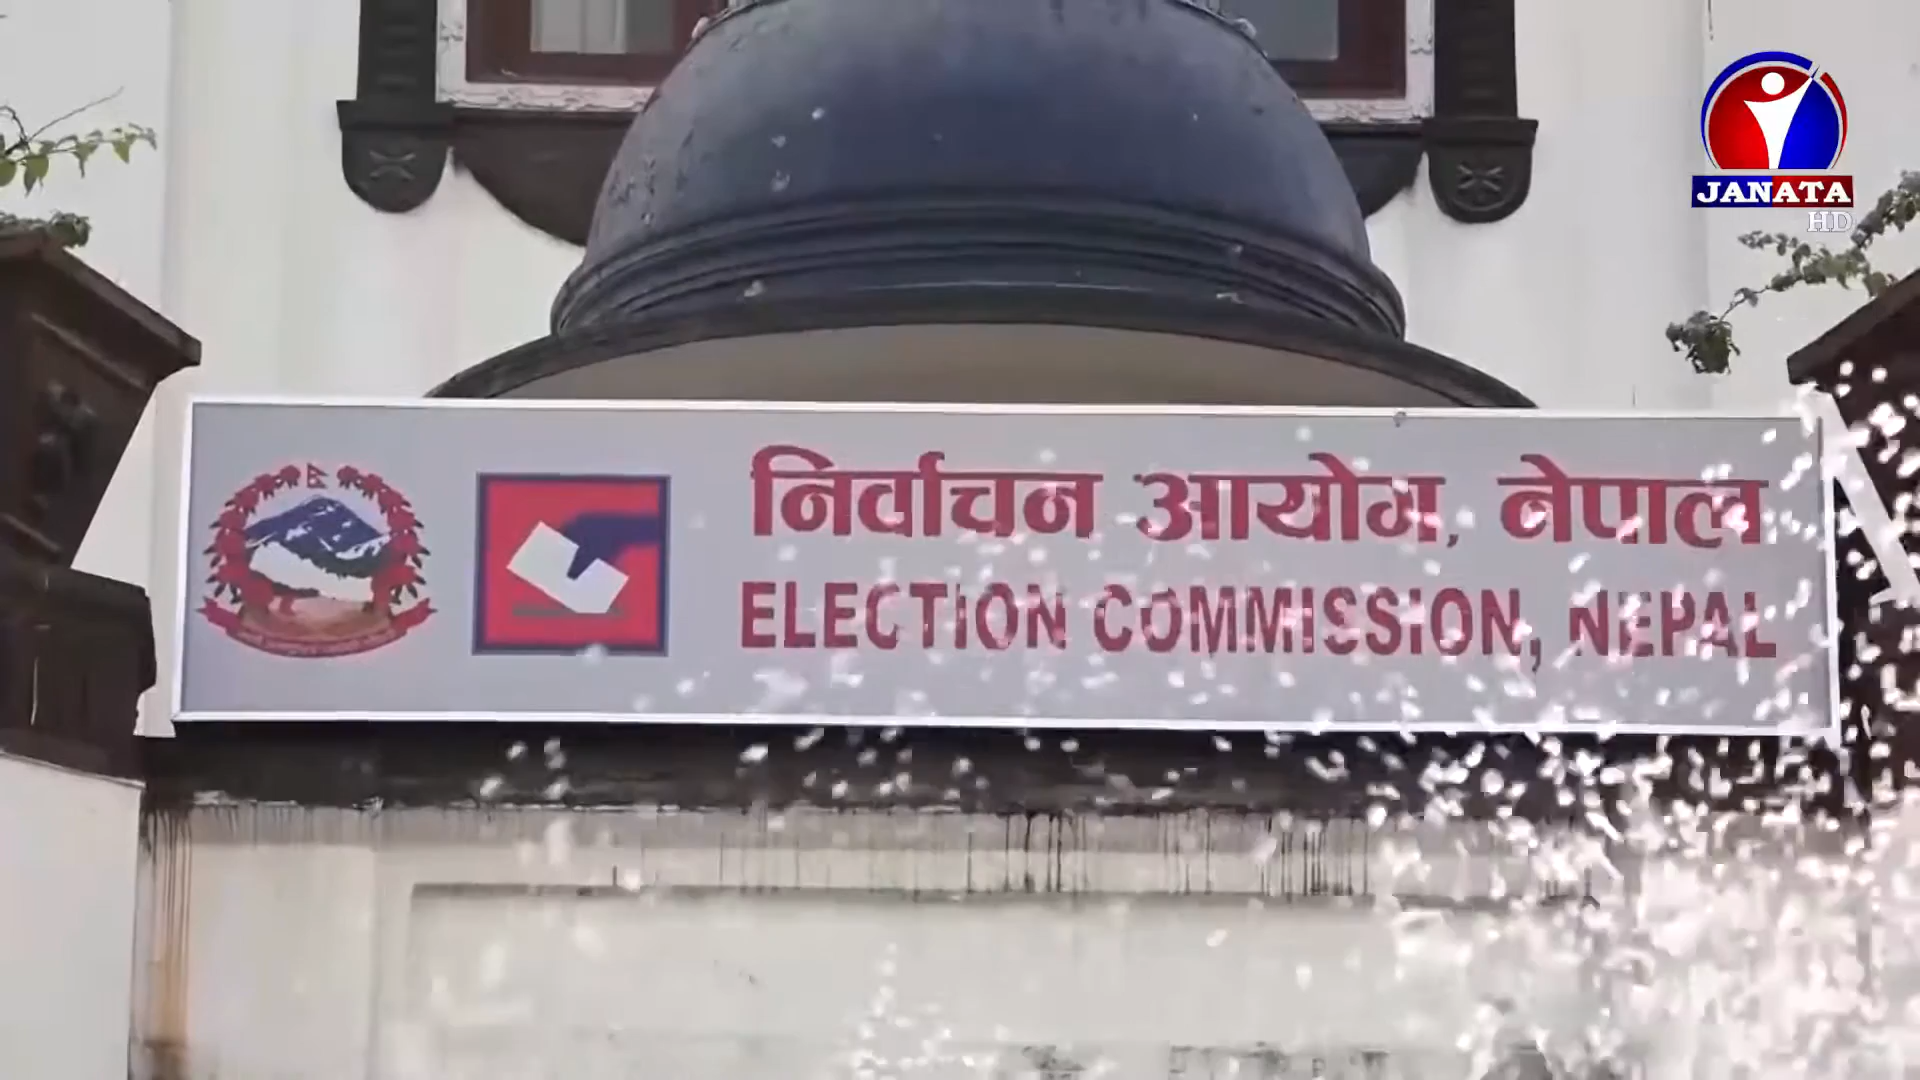 JANATA
HD
निर्वाचन आयोग, नेपाल
ELECTION COMMISSION, NEPAL